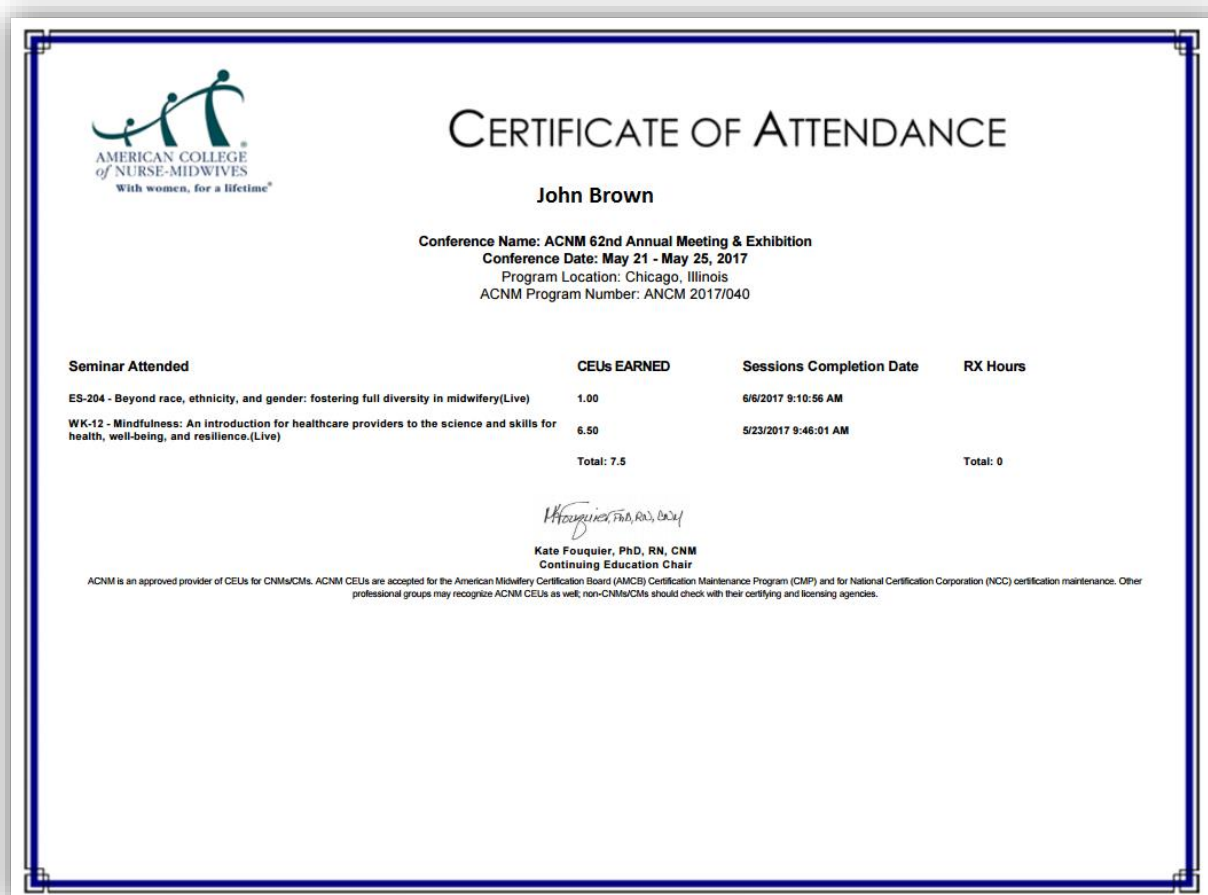 AMERICAN COLLEGE
of NURSE-MIDWIVES
With women, for a lifetime®
CERTIFICATE OF ATTENDANCE
John Brown
Conference Name: ACNM 62nd Annual Meeting & Exhibition
Conference Date: May 21 - May 25, 2017
Program Location: Chicago, Illinois
ACNM Program Number: ANCM 2017/040
Seminar Attended CEUs EARNED Sessions Completion Date RX Hours
ES-204 - Beyond race, ethnicity, and gender: fostering full diversity in midwifery(Live) 1.00 6/6/2017 9:10:56 AM
WK-12 - Mindfulness: An introduction for healthcare providers to the science and skills for
health, well-being, and resilience.(Live) 6.50 5/23/2017 9:46:01 AM
Total: 7.5 Total: 0
KFouquier, PhD, RN, CNM
Kate Fouquier, PhD, RN, CNM
Continuing Education Chair
ACNM is an approved provider of CEUs for CNMs/CMs. ACNM CEUs are accepted for the American Midwifery Certification Board (AMCB) Certification Maintenance Program (CMP) and for National Certification Corporation (NCC) certification maintenance. Other
professional groups may recognize ACNM CEUs as well; non-CNMs/CMs should check with their certifying and licensing agencies.